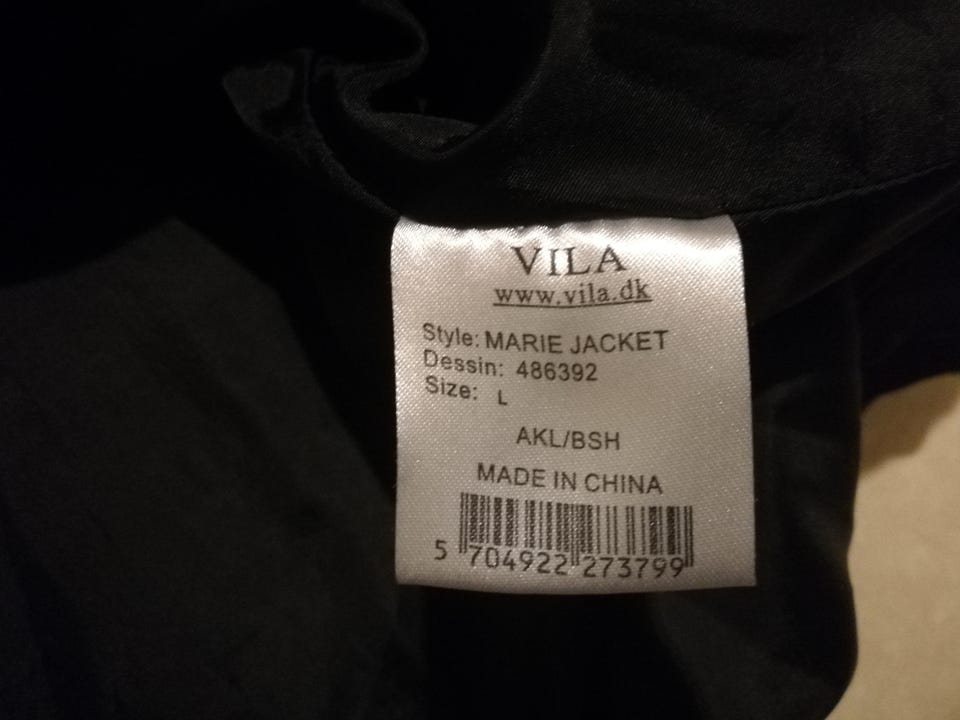 VILA
www.vila.dk
Style: MARIE JACKET
Dessin: 486392
Size: L
AKL/BSH
MADE IN CHINA
5 704922 273799